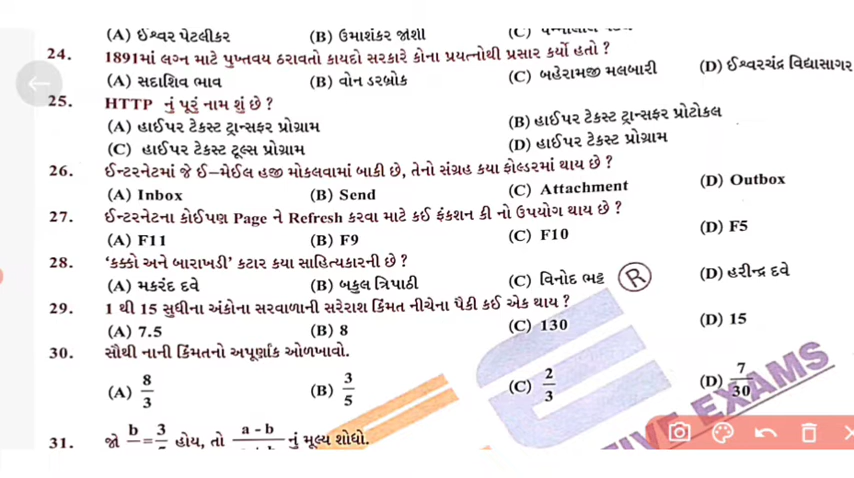 (A) ઈશ્વર પેટલીકર (B) ઉમાશંકર જોશી (C)
24. 1891માં લગ્ન માટે પુખ્તવય ઠરાવતો કાયદો સરકારે કોના પ્રયત્નોથી પ્રસાર કર્યો હતો ?
(A) સદાશિવ ભાવ (B) વોન ડરબ્રોક (C) બહેરામજી મલબારી (D) ઈશ્વરચંદ્ર વિદ્યાસાગર
25. HTTP નું પૂરું નામ શું છે ?
(A) હાઈપર ટેકસ્ટ ટ્રાન્સફર પ્રોગ્રામ (B) હાઈપર ટેકસ્ટ ટ્રાન્સફર પ્રોટોકલ
(C) હાઈપર ટેકસ્ટ ટૂલ્સ પ્રોગ્રામ (D) હાઈપર ટેકસ્ટ પ્રોગ્રામ
26. ઈન્ટરનેટમાં જે ઈ–મેઈલ હજી મોકલવામાં બાકી છે, તેનો સંગ્રહ કયા ફોલ્ડરમાં થાય છે ?
(A) Inbox (B) Send (C) Attachment (D) Outbox
27. ઈન્ટરનેટના કોઈપણ Page ને Refresh કરવા માટે કઈ ફંકશન કી નો ઉપયોગ થાય છે ?
(A) F11 (B) F9 (C) F10 (D) F5
28. ‘કક્કો અને બારાખડી’ કટાર કયા સાહિત્યકારની છે ?
(A) મકરંદ દવે (B) બકુલ ત્રિપાઠી (C) વિનોદ ભટ્ટ (D) હરીન્દ્ર દવે
R
29. 1 થી 15 સુધીના અંકોના સરવાળાની સરેરાશ કિંમત નીચેના પૈકી કઈ એક થાય ?
(A) 7.5 (B) 8 (C) 130 (D) 15
30. સૌથી નાની કિંમતનો અપૂર્ણાંક ઓળખાવો.
(A) 8/3 (B) 3/5 (C) 2/3 (D) 7/30
31. જો b/ = 3/ હોય, તો a - b/ નું મૂલ્ય શોધો.
TIVE EXAMS